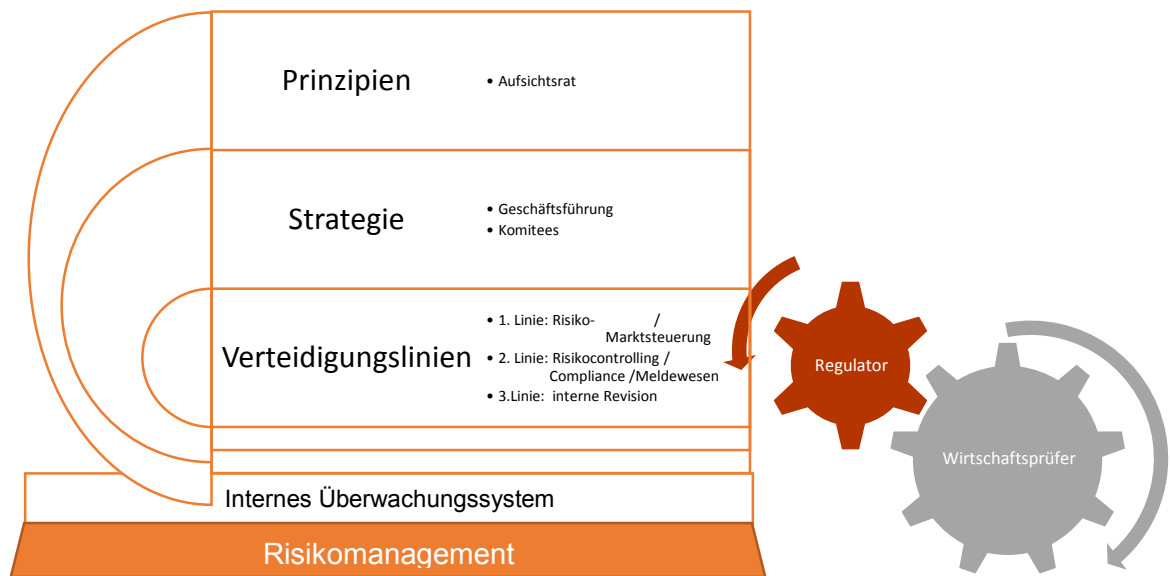 Prinzipien
• Aufsichtsrat
Strategie
• Geschäftsführung
• Komitees
Verteidigungslinien
• 1. Linie: Risiko- /
Marktsteuerung
• 2. Linie: Risikocontrolling /
Compliance /Meldewesen
• 3.Linie: interne Revision
Regulator
Wirtschaftsprüfer
Internes Überwachungssystem
Risikomanagement